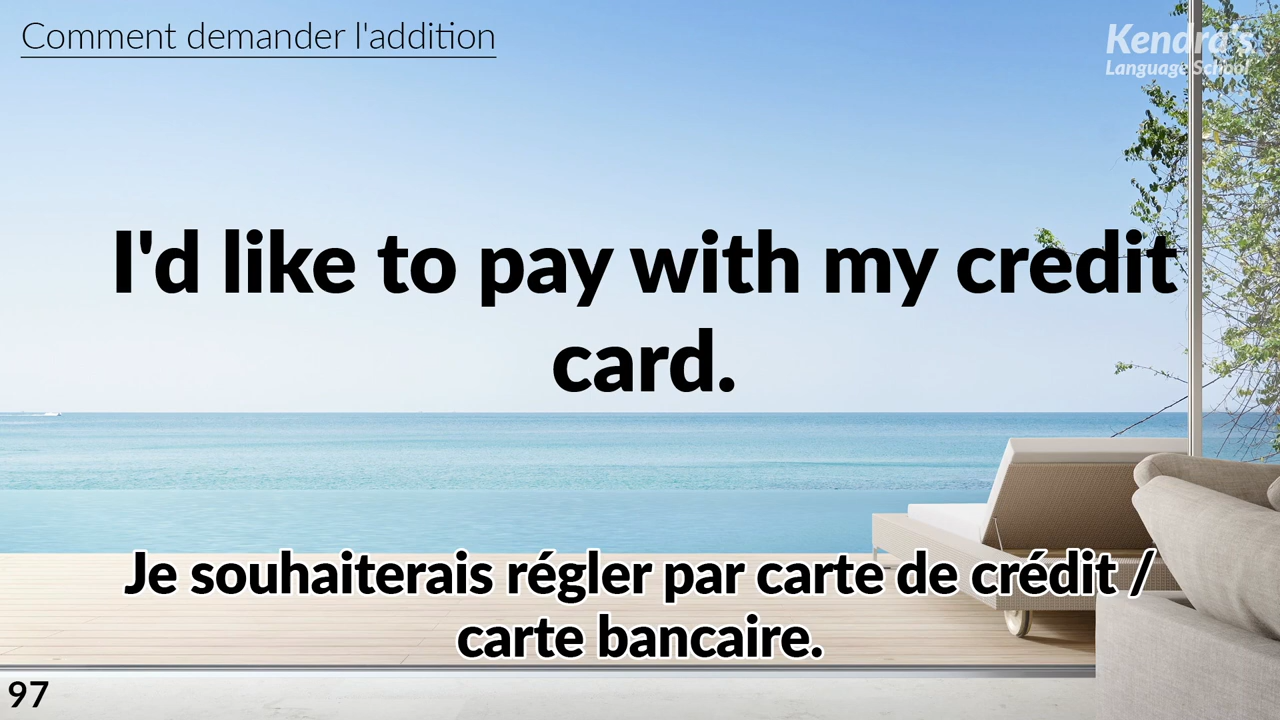 Comment demander l'addition
Kendra's
Language School
I'd like to pay with my credit
card.
Je souhaiterais régler par carte de crédit /
carte bancaire.
97